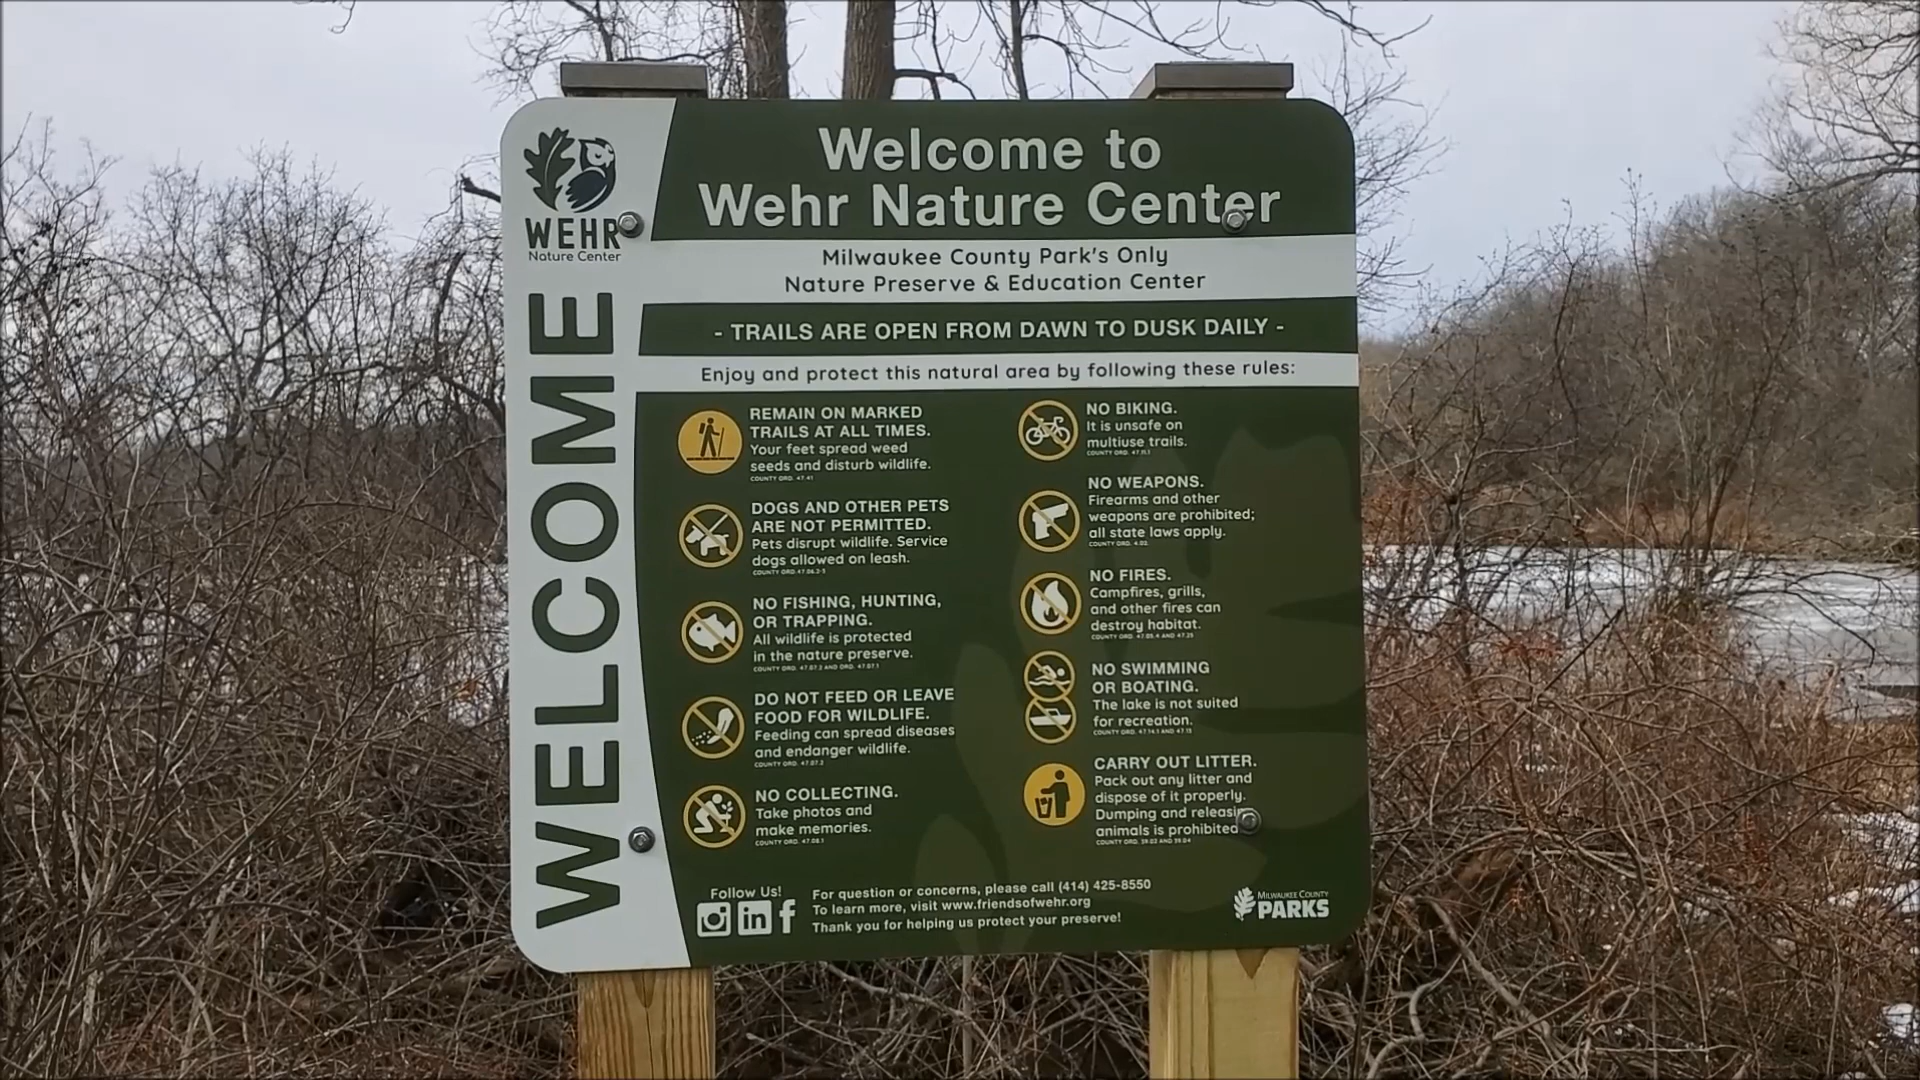 WEHR
Nature Center
WELCOME
Welcome to
Wehr Nature Center
Milwaukee County Park's Only
Nature Preserve & Education Center
- TRAILS ARE OPEN FROM DAWN TO DUSK DAILY -
Enjoy and protect this natural area by following these rules:
REMAIN ON MARKED
TRAILS AT ALL TIMES.
Your feet spread weed
seeds and disturb wildlife.
COUNTY ORD. 47.41
DOGS AND OTHER PETS
ARE NOT PERMITTED.
Pets disrupt wildlife. Service
dogs allowed on leash.
COUNTY ORD.
NO FISHING, HUNTING,
OR TRAPPING.
All wildlife is protected
in the nature preserve.
COUNTY ORD. 47.07.2 AND ORD. 47.07.1
DO NOT FEED OR LEAVE
FOOD FOR WILDLIFE.
Feeding can spread diseases
and endanger wildlife.
COUNTY ORD. 47.07.2
NO COLLECTING.
Take photos and
make memories.
COUNTY ORD. 47.08.1
NO BIKING.
It is unsafe on
multiuse trails.
COUNTY ORD.
NO WEAPONS.
Firearms and other
weapons are prohibited;
all state laws apply.
COUNTY ORD.
NO FIRES.
Campfires, grills,
and other fires can
destroy habitat.
COUNTY ORD. 47.05.4 AND 47.25
NO SWIMMING
OR BOATING.
The lake is not suited
for recreation.
COUNTY ORD. 47.14.1 AND 47.13
CARRY OUT LITTER.
Pack out any litter and
dispose of it properly.
Dumping and releasing
animals is prohibited
COUNTY ORD. 39.02 AND 39.04
Follow Us!
in f
For question or concerns, please call (414) 425-8550
To learn more, visit www.friendsofwehr.org
Thank you for helping us protect your preserve!
MILWAUKEE COUNTY
PARKS